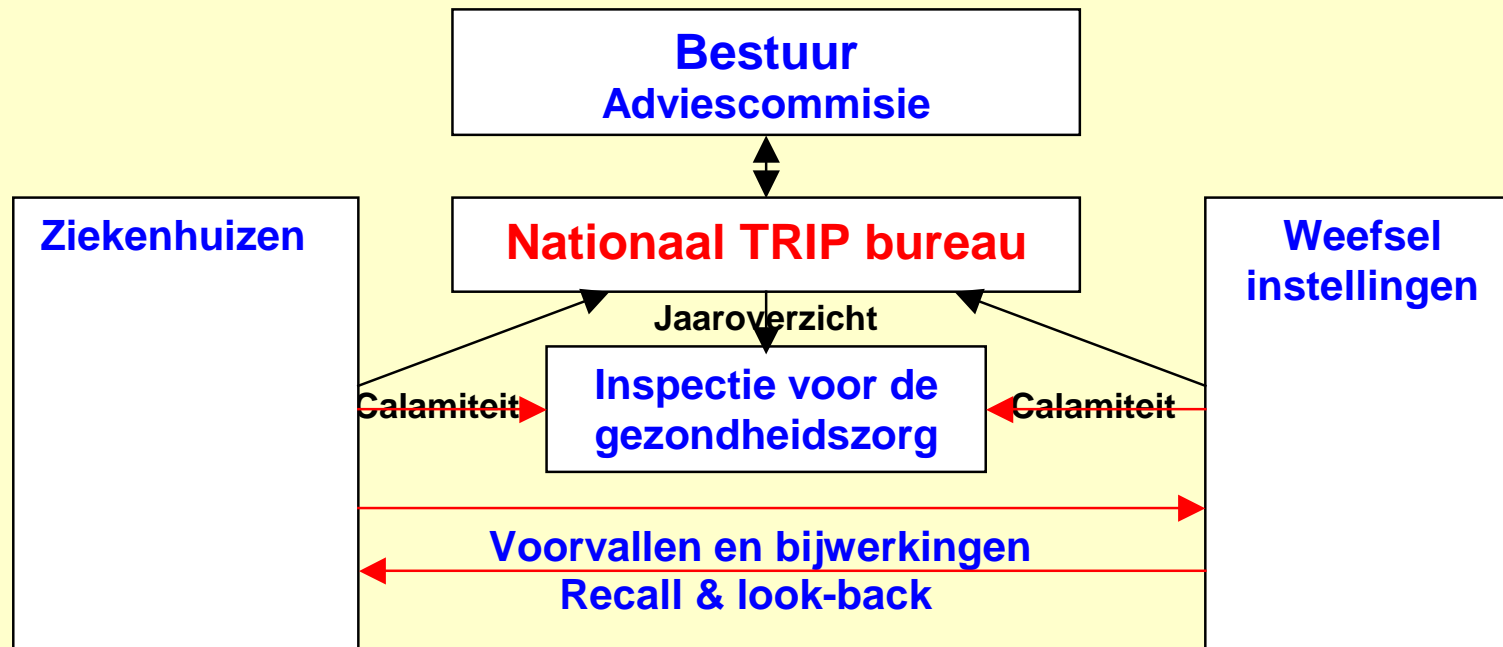 Bestuur
Adviescommisie
Ziekenhuizen
Nationaal TRIP bureau
Weefsel
instellingen
Jaaroverzicht
Inspectie voor de
gezondheidszorg
Calamiteit
Calamiteit
Voorvallen en bijwerkingen
Recall & look-back